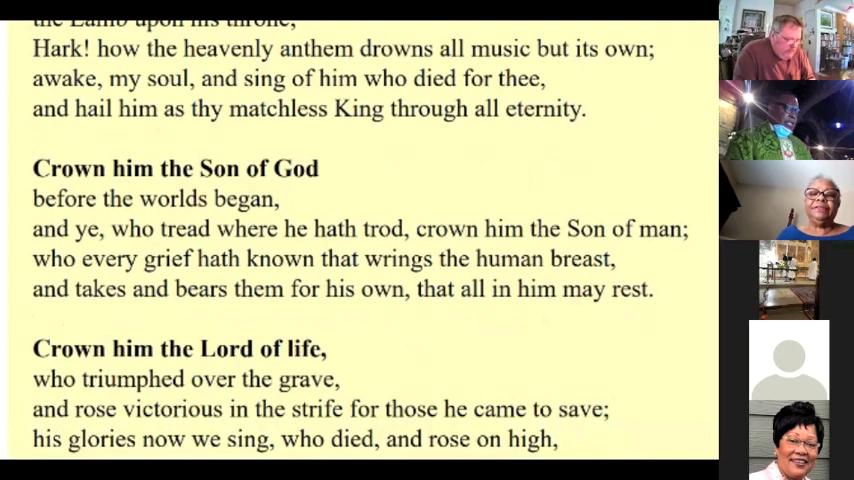 the Lamb upon his throne,
Hark! how the heavenly anthem drowns all music but its own;
awake, my soul, and sing of him who died for thee,
and hail him as thy matchless King through all eternity.
Crown him the Son of God
before the worlds began,
and ye, who tread where he hath trod, crown him the Son of man;
who every grief hath known that wrings the human breast,
and takes and bears them for his own, that all in him may rest.
Crown him the Lord of life,
who triumphed over the grave,
and rose victorious in the strife for those he came to save;
his glories now we sing, who died, and rose on high,